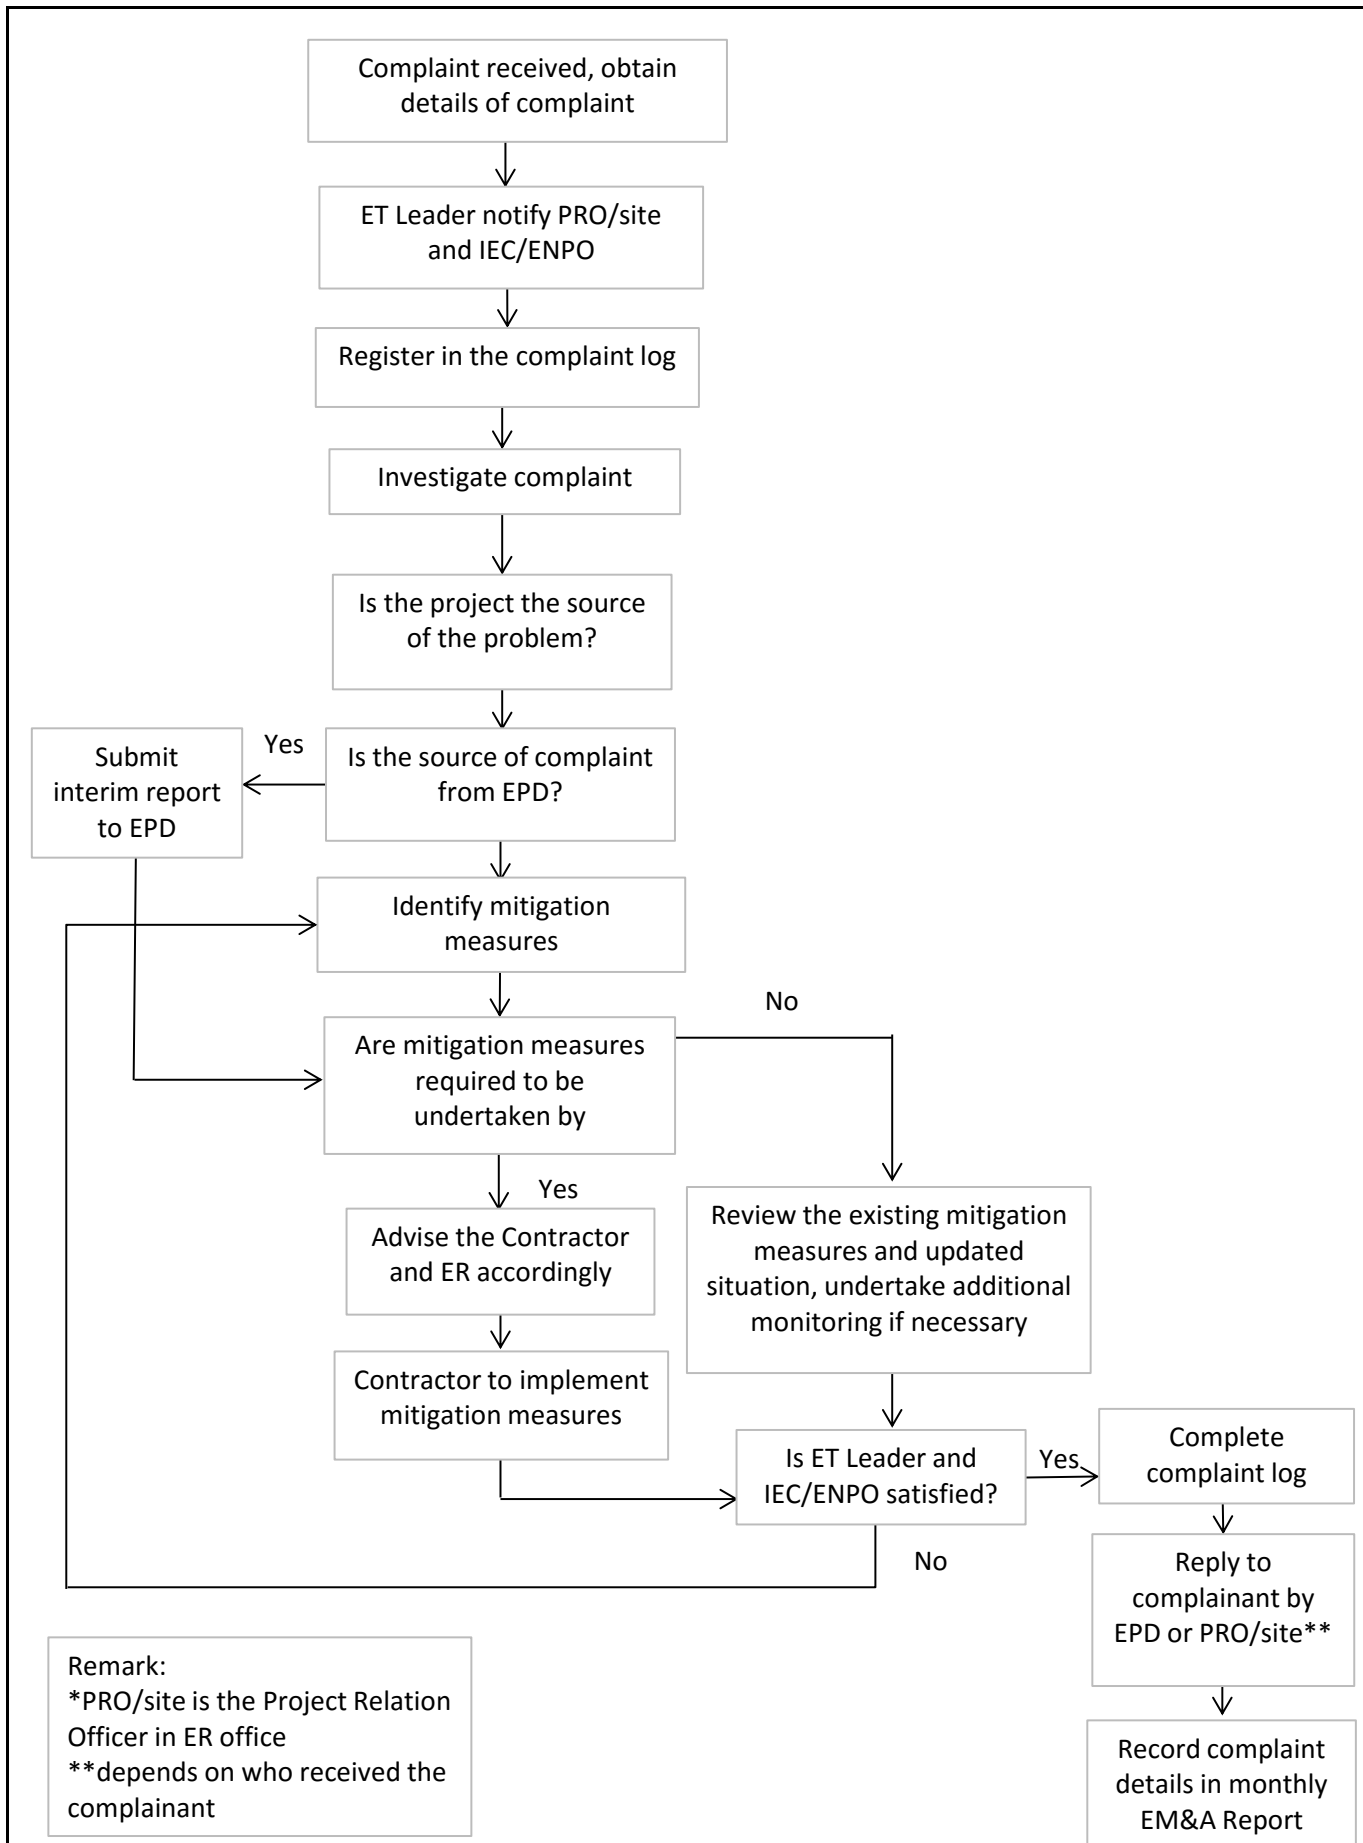 Complaint received, obtain
details of complaint
ET Leader notify PRO/site
and IEC/ENPO
Register in the complaint log
Investigate complaint
Is the project the source
of the problem?
Submit
interim report
to EPD
Yes
Is the source of complaint
from EPD?
Identify mitigation
measures
Are mitigation measures
required to be
undertaken by
No
Yes
Advise the Contractor
and ER accordingly
Review the existing mitigation
measures and updated
situation, undertake additional
monitoring if necessary
Contractor to implement
mitigation measures
Is ET Leader and
IEC/ENPO satisfied?
Yes
Complete
complaint log
No
Reply to
complainant by
EPD or PRO/site**
Record complaint
details in monthly
EM&A Report
Remark:
*PRO/site is the Project Relation
Officer in ER office
**depends on who received the
complainant